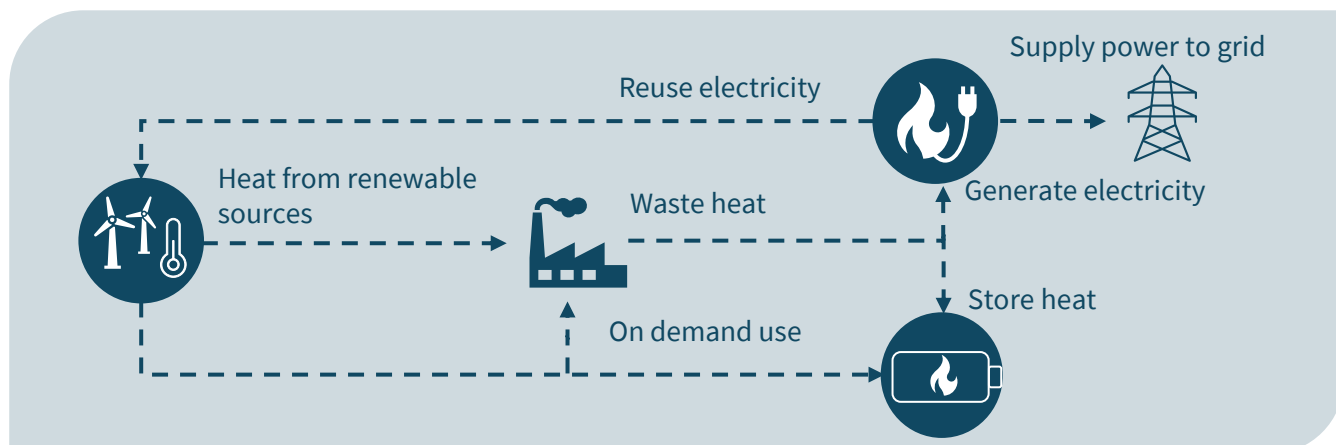 Supply power to grid
Reuse electricity
Heat from renewable
sources
Waste heat
Generate electricity
Store heat
On demand use